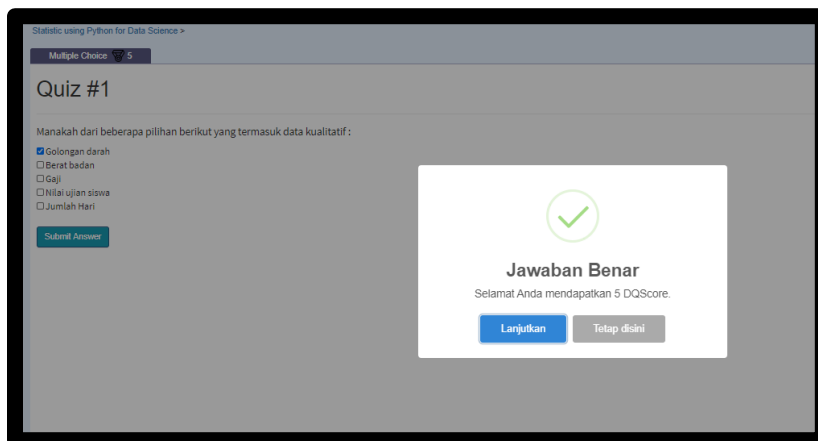 Statistic using Python for Data Science >
Multiple Choice 5
Quiz #1
Manakah dari beberapa pilihan berikut yang termasuk data kualitatif :
Golongan darah
Berat badan
Gaji
Nilai ujian siswa
Jumlah Hari
Submit Answer
Jawaban Benar
Selamat Anda mendapatkan 5 DQScore.
Lanjutkan
Tetap disini